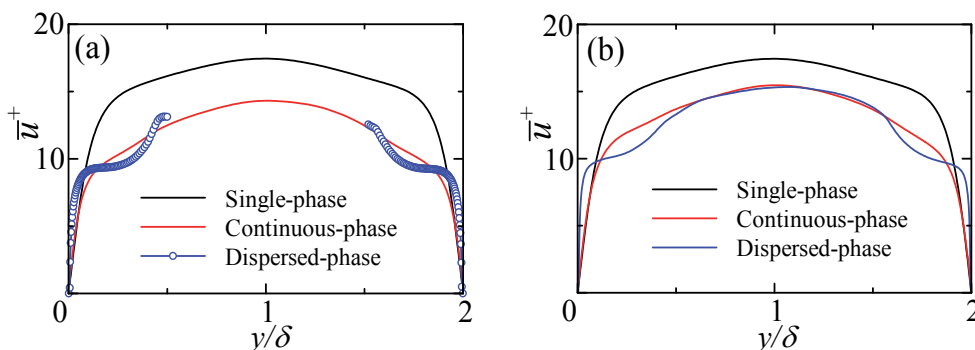 20
(a)
u̅⁺
10
Single-phase
Continuous-phase
Dispersed-phase
0
1
2
y/δ
20
(b)
u̅⁺
10
Single-phase
Continuous-phase
Dispersed-phase
0
1
2
y/δ